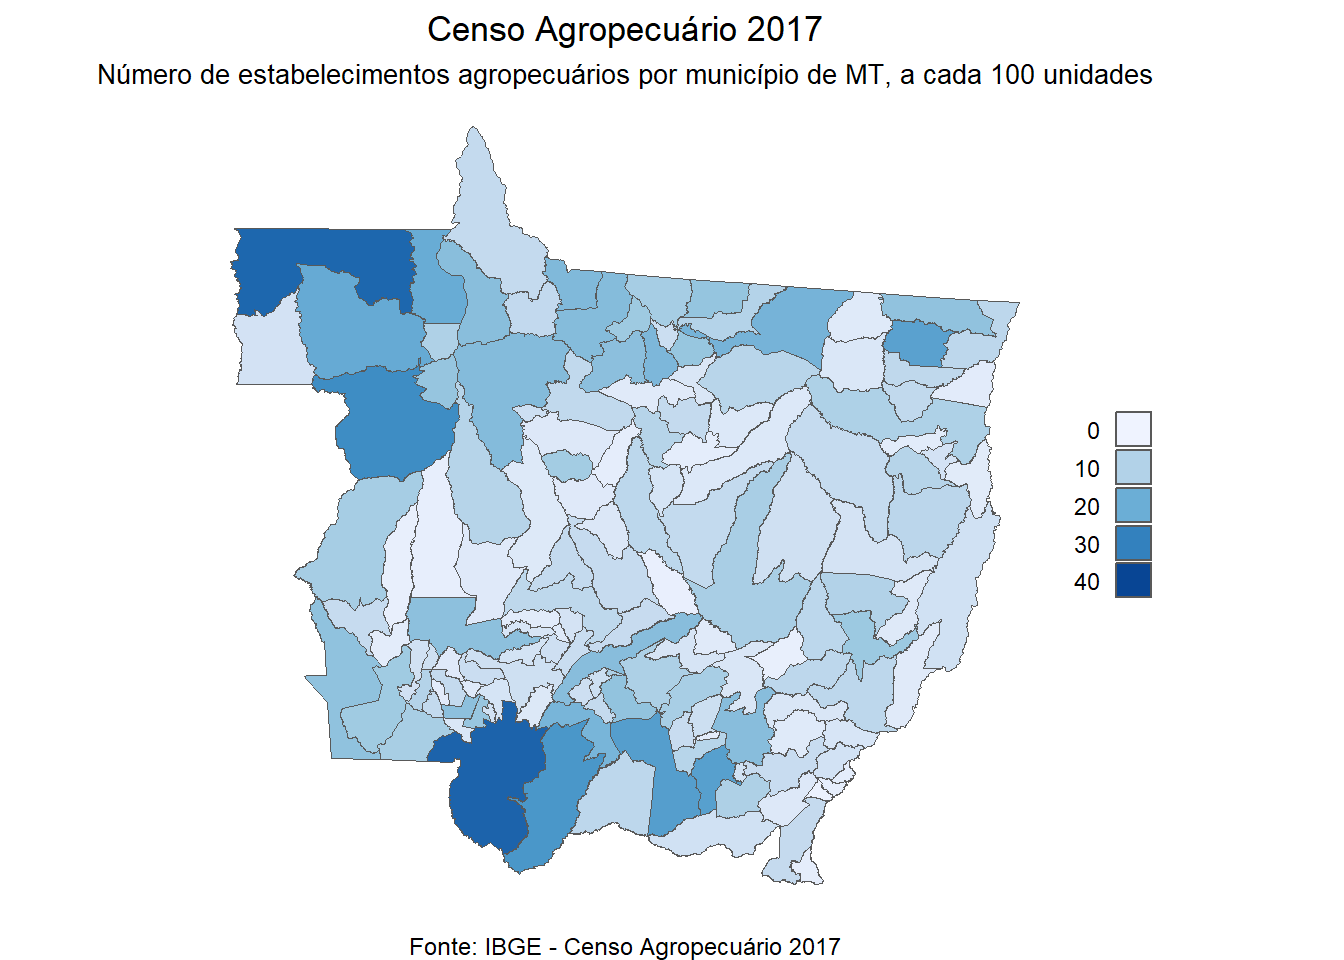 Censo Agropecuário 2017
Número de estabelecimentos agropecuários por município de MT, a cada 100 unidades
0
10
20
30
40
Fonte: IBGE - Censo Agropecuário 2017